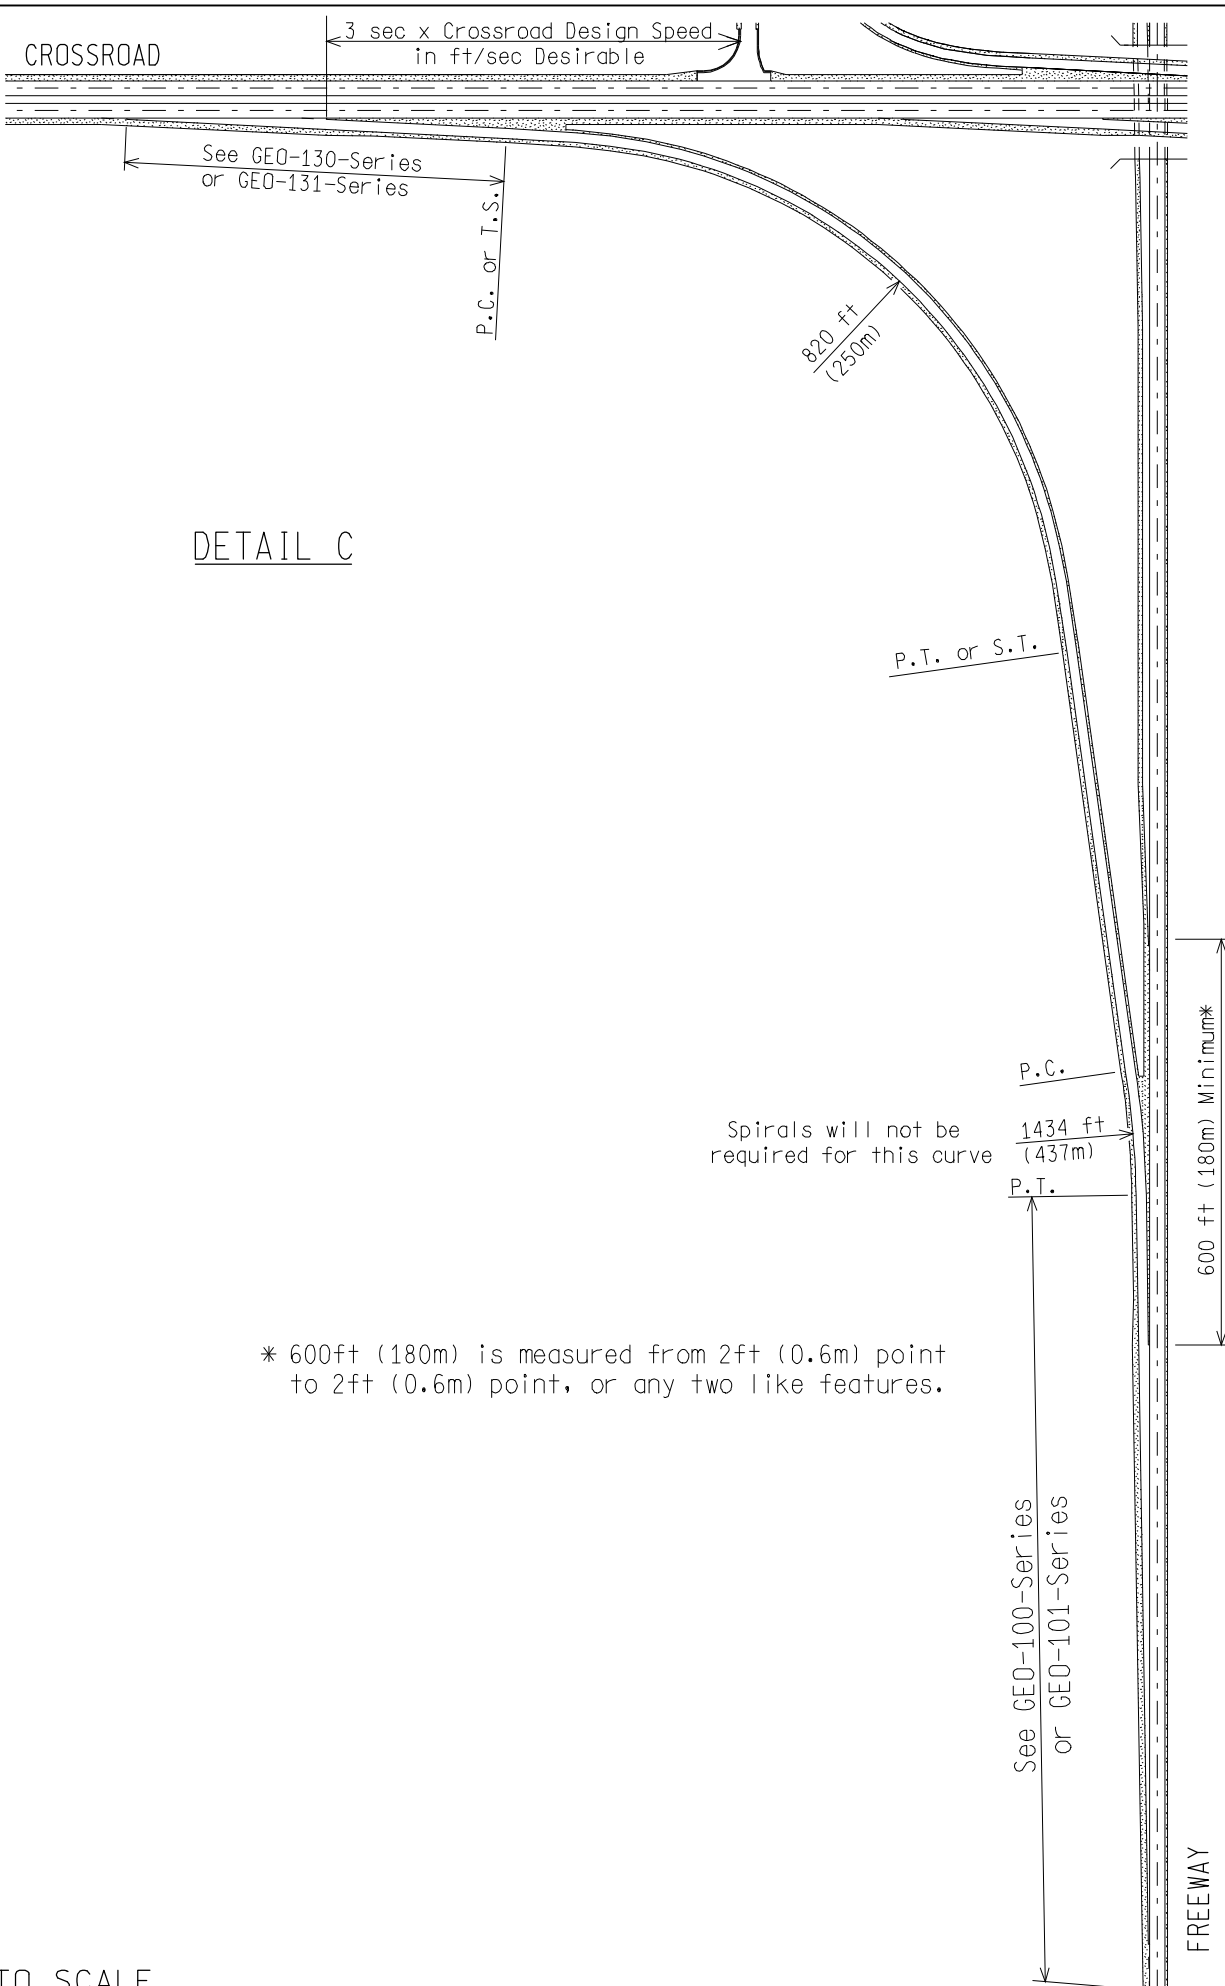 CROSSROAD
3 sec x Crossroad Design Speed
in ft/sec Desirable
See GEO-130-Series
or GEO-131-Series
P.C. or T.S.
820 ft
(250m)
DETAIL C
P.T. or S.T.
P.C.
Spirals will not be
required for this curve
1434 ft
(437m)
P.T.
600 ft (180m) Minimum*
* 600ft (180m) is measured from 2ft (0.6m) point
to 2ft (0.6m) point, or any two like features.
See GEO-100-Series
or GEO-101-Series
FREEWAY
TO SCALE